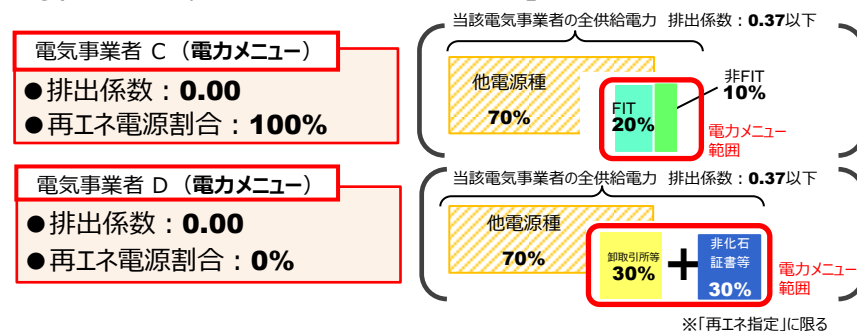 当該電気事業者の全供給電力 排出係数：0.37以下
電気事業者 C（電力メニュー）
●排出係数：0.00
●再エネ電源割合：100%
他電源種
70%
FIT
20%
非FIT
10%
電力メニュー
範囲
当該電気事業者の全供給電力 排出係数：0.37以下
電気事業者 D（電力メニュー）
●排出係数：0.00
●再エネ電源割合：0%
他電源種
70%
卸取引所等
30%
+
非化石
証書等
30%
電力メニュー
範囲
※「再エネ指定」に限る